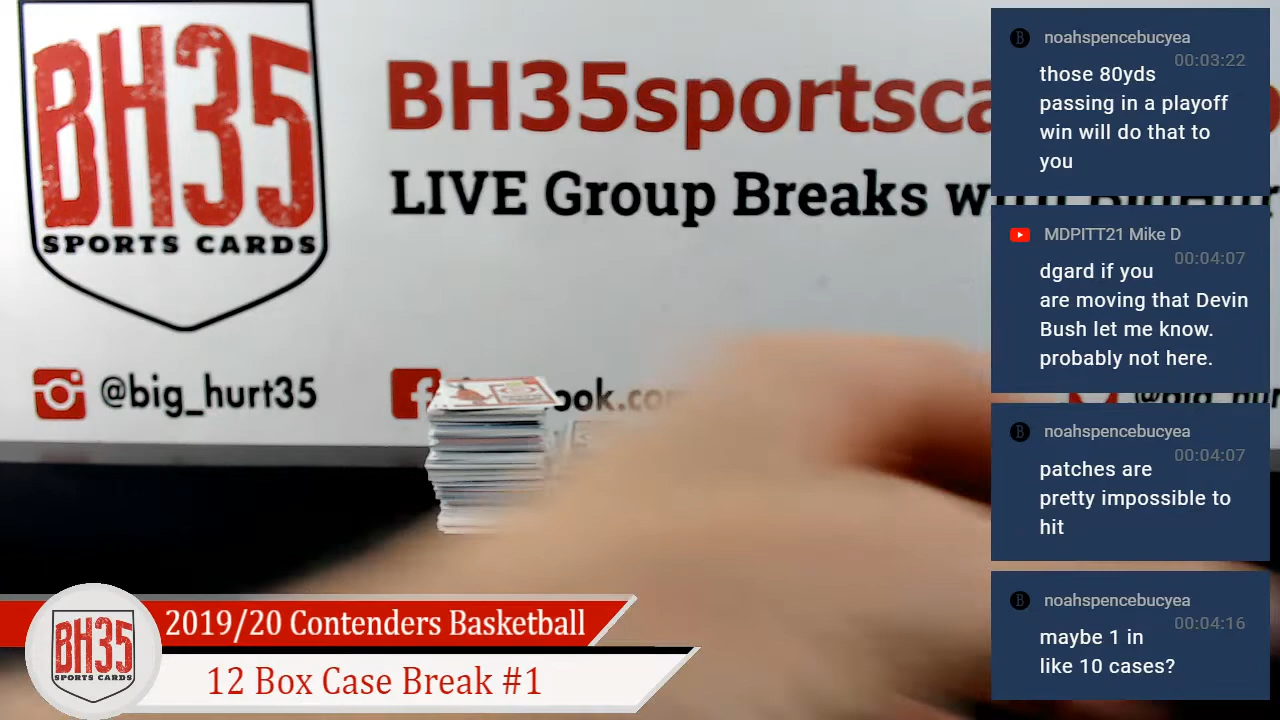 BH35
SPORTS CARDS
BH35sportsca
LIVE Group Breaks w
@big_hurt35
noahspencebucyea
00:03:22
those 80yds
passing in a playoff
win will do that to
you
MDPITT21 Mike D
00:04:07
dgard if you
are moving that Devin
Bush let me know.
probably not here.
noahspencebucyea
00:04:07
patches are
pretty impossible to
hit
noahspencebucyea
00:04:16
maybe 1 in
like 10 cases?
BH35
SPORTS CARDS
2019/20 Contenders Basketball
12 Box Case Break #1